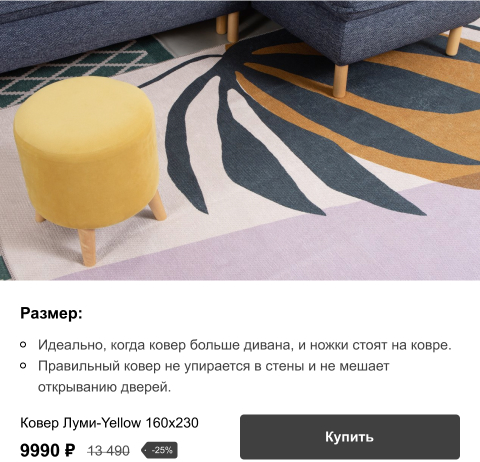 Размер:
Идеально, когда ковер больше дивана, и ножки стоят на ковре.
Правильный ковер не упирается в стены и не мешает
открыванию дверей.
Ковер Луми-Yellow 160x230
9990 ₽ 13 490 -25%
Купить